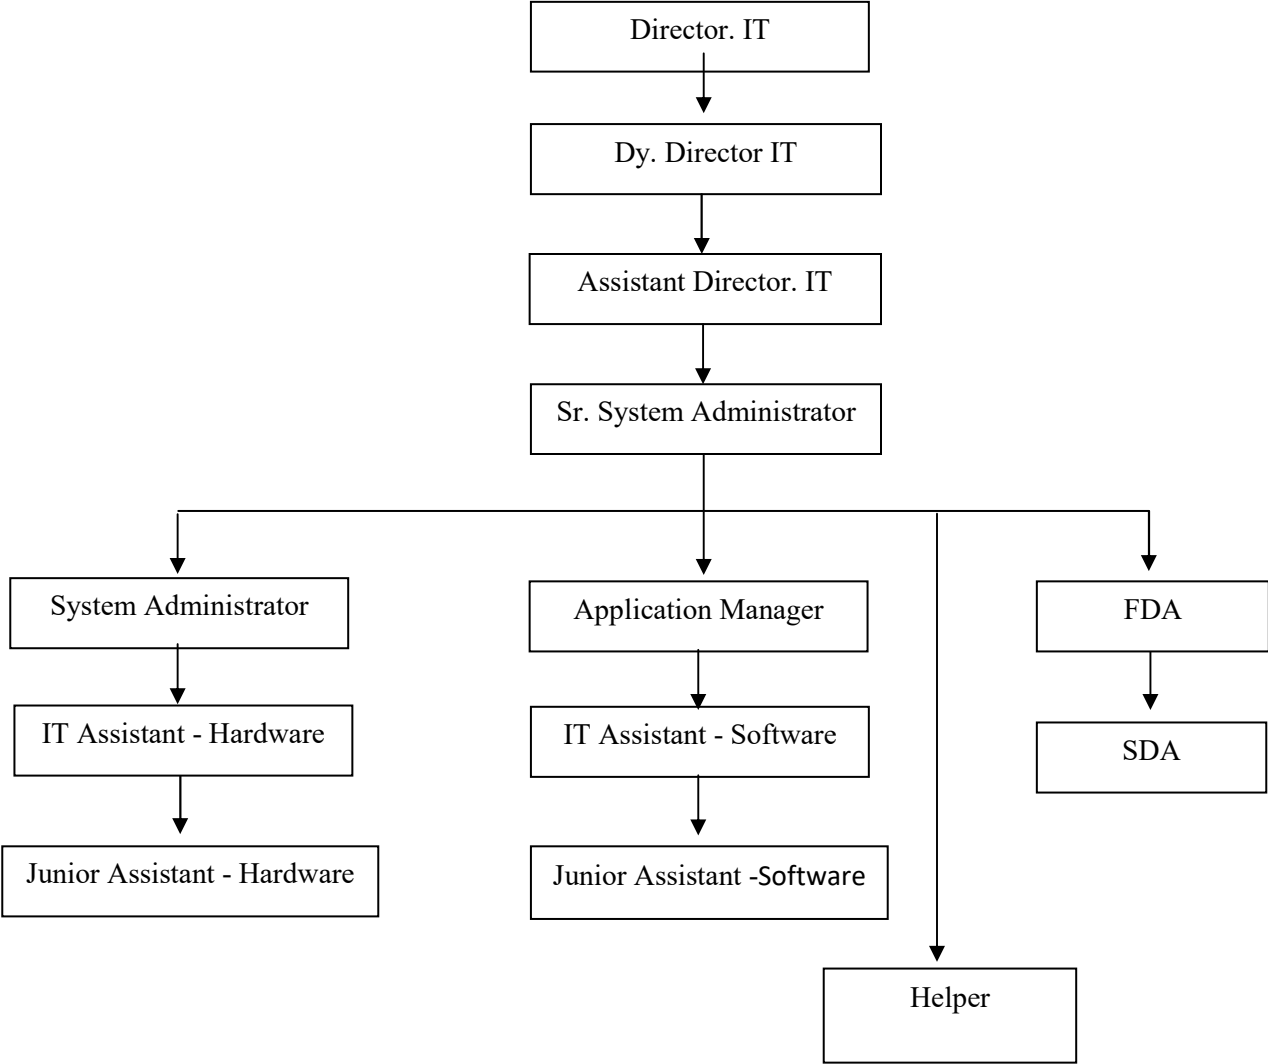 Director. IT
Dy. Director IT
Assistant Director. IT
Sr. System Administrator
System Administrator
Application Manager
FDA
IT Assistant - Hardware
IT Assistant - Software
SDA
Junior Assistant - Hardware
Junior Assistant -Software
Helper